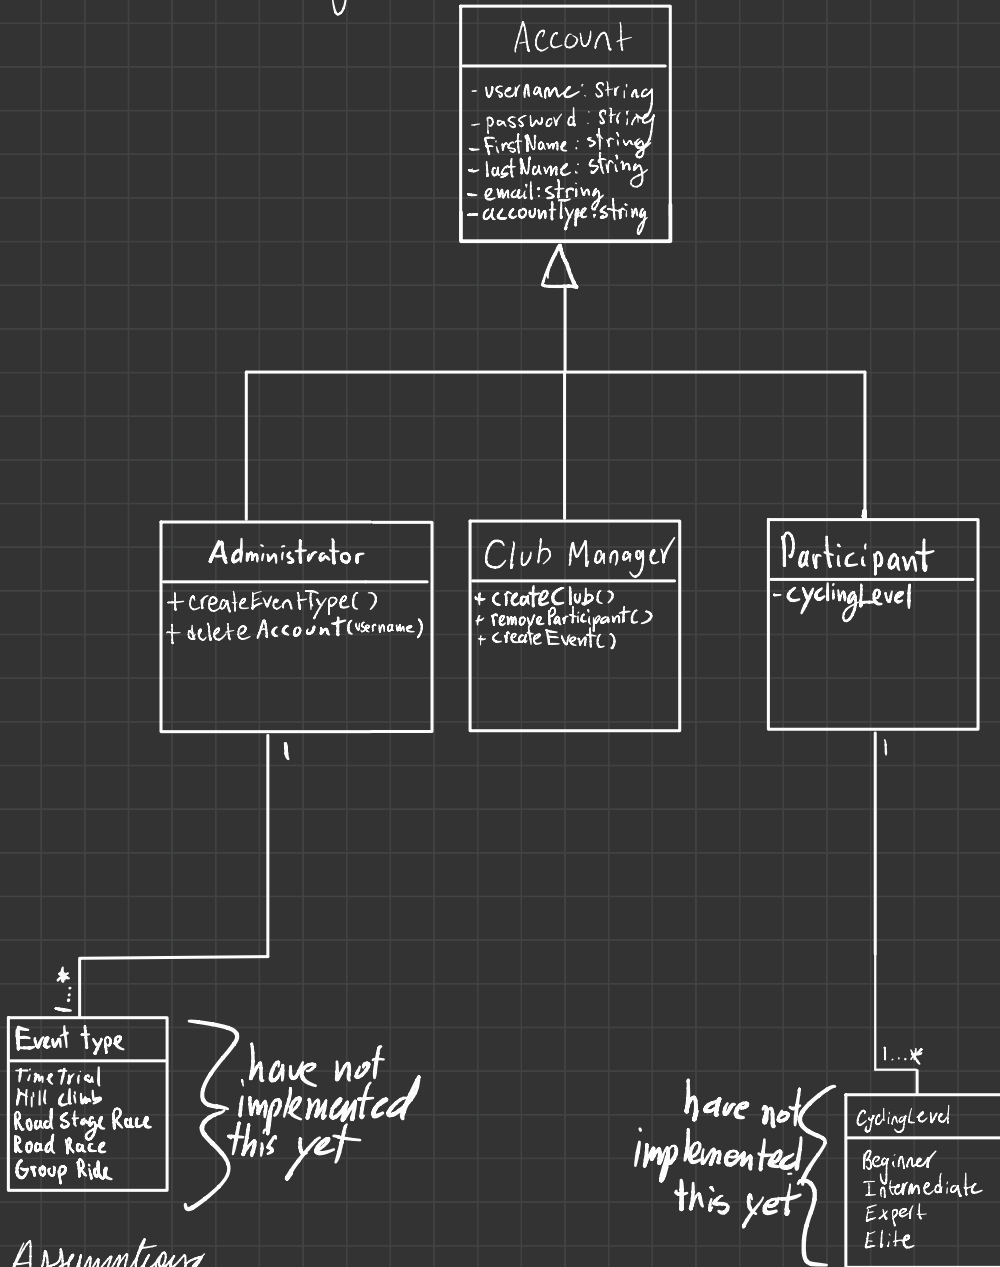 Account
- username: String
- password: String
- FirstName: string
- lastName: string
- email: string
- accountType: string
Administrator
+ createEventType()
+ delete Account(username)
Club Manager
+ createClub()
+ removeParticipant()
+ createEvent()
Participant
- cyclingLevel
1
1
1...*
Event type
Time Trial
Hill climb
Road Stage Race
Road Race
Group Ride
have not
implemented
this yet
1...*
CyclingLevel
Beginner
Intermediate
Expert
Elite
have not
implemented
this yet
Assumptions